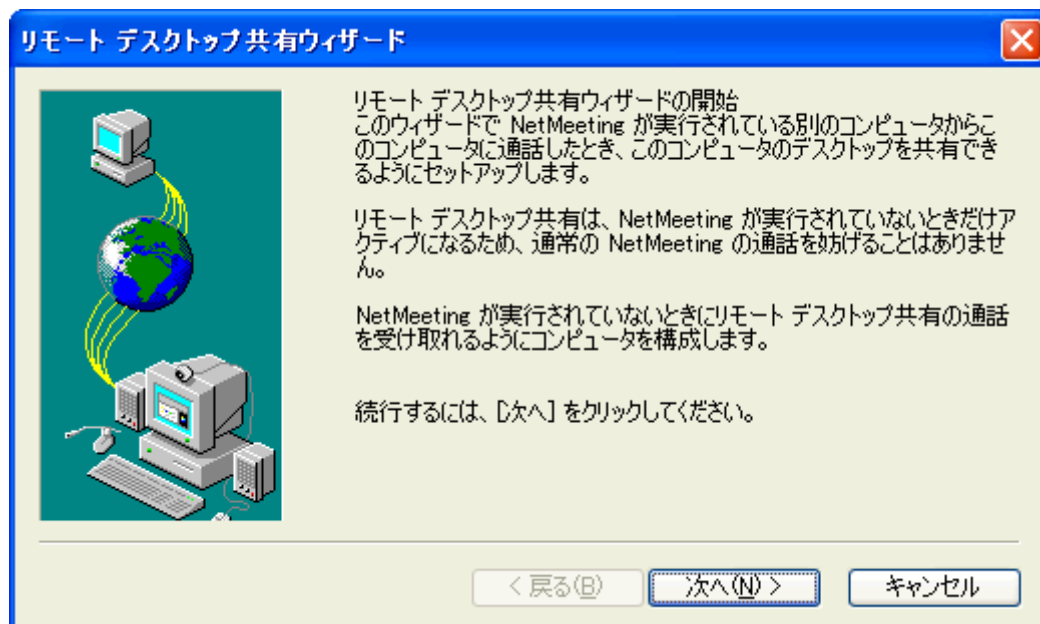 リモート デスクトップ共有ウィザード
リモート デスクトップ共有ウィザードの開始
このウィザードで NetMeeting が実行されている別のコンピュータからこ
のコンピュータに通話したとき、このコンピュータのデスクトップを共有でき
るようにセットアップします。
リモート デスクトップ共有は、NetMeeting が実行されていないときだけア
クティブになるため、通常の NetMeeting の通話を妨げることはありませ
ん。
NetMeeting が実行されていないときにリモート デスクトップ共有の通話
を受け取れるようにコンピュータを構成します。
続行するには、[次へ] をクリックしてください。
< 戻る(B)
次へ(N) >
キャンセル